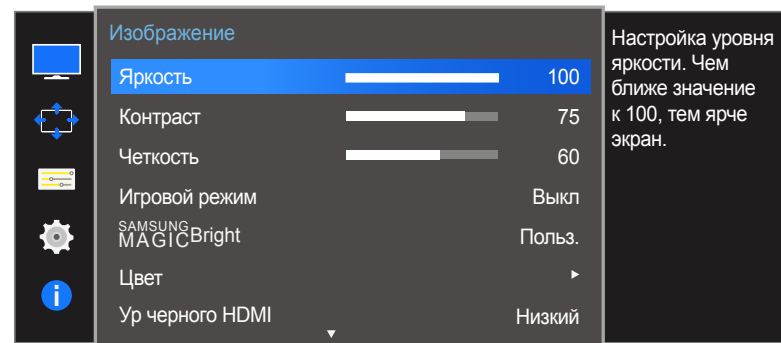 Изображение
Яркость 100
Контраст 75
Четкость 60
Игровой режим Выкл
SAMSUNG
MAGICBright Польз.
Цвет
Ур черного HDMI Низкий
Настройка уровня
яркости. Чем
ближе значение
к 100, тем ярче
экран.